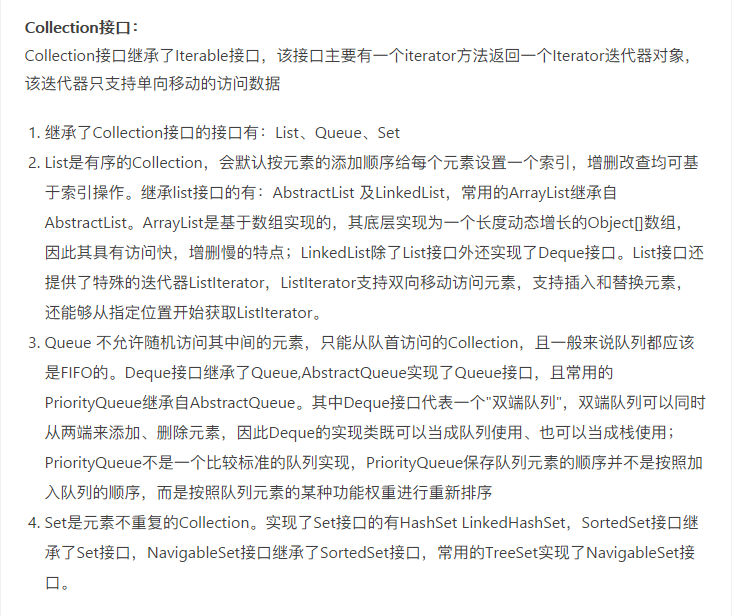 Collection接口：
Collection接口继承了Iterable接口，该接口主要有一个iterator方法返回一个Iterator迭代器对象，
该迭代器只支持单向移动的访问数据
1. 继承了Collection接口的接口有：List、Queue、Set
2. List是有序的Collection，会默认按元素的添加顺序给每个元素设置一个索引，增删改查均可基
于索引操作。继承list接口的有：AbstractList 及LinkedList，常用的ArrayList继承自
AbstractList。ArrayList是基于数组实现的，其底层实现为一个长度动态增长的Object[]数组，
因此其具有访问快，增删慢的特点；LinkedList除了List接口外还实现了Deque接口。List接口还
提供了特殊的迭代器ListIterator，ListIterator支持双向移动访问元素，支持插入和替换元素，
还能够从指定位置开始获取ListIterator。
3. Queue 不允许随机访问其中间的元素，只能从队首访问的Collection，且一般来说队列都应该
是FIFO的。Deque接口继承了Queue,AbstractQueue实现了Queue接口，且常用的
PriorityQueue继承自AbstractQueue。其中Deque接口代表一个"双端队列"，双端队列可以同时
从两端来添加、删除元素，因此Deque的实现类既可以当成队列使用、也可以当成栈使用；
PriorityQueue不是一个比较标准的队列实现，PriorityQueue保存队列元素的顺序并不是按照加
入队列的顺序，而是按照队列元素的某种功能权重进行重新排序
4. Set是元素不重复的Collection。实现了Set接口的有HashSet LinkedHashSet，SortedSet接口继
承了Set接口，NavigableSet接口继承了SortedSet接口，常用的TreeSet实现了NavigableSet接
口。